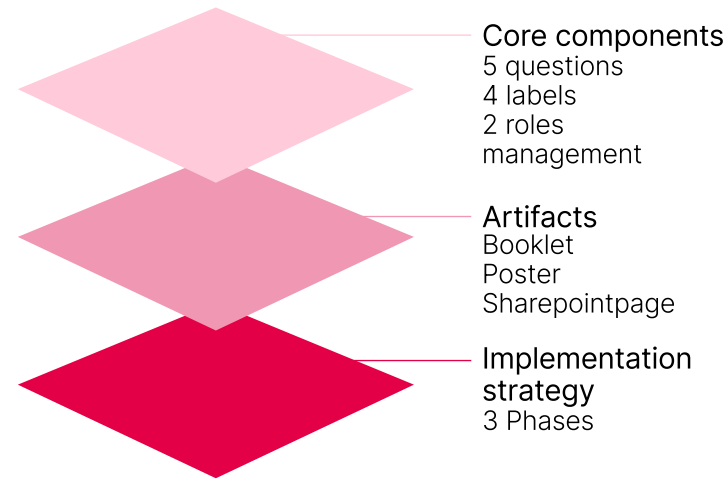 Core components
5 questions
4 labels
2 roles
management
Artifacts
Booklet
Poster
Sharepointpage
Implementation
strategy
3 Phases